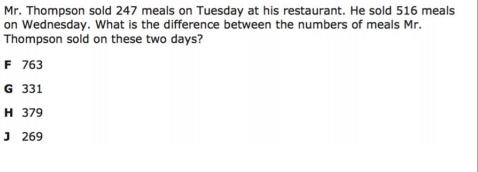 Mr. Thompson sold 247 meals on Tuesday at his restaurant. He sold 516 meals
on Wednesday. What is the difference between the numbers of meals Mr.
Thompson sold on these two days?
F 763
G 331
H 379
J 269